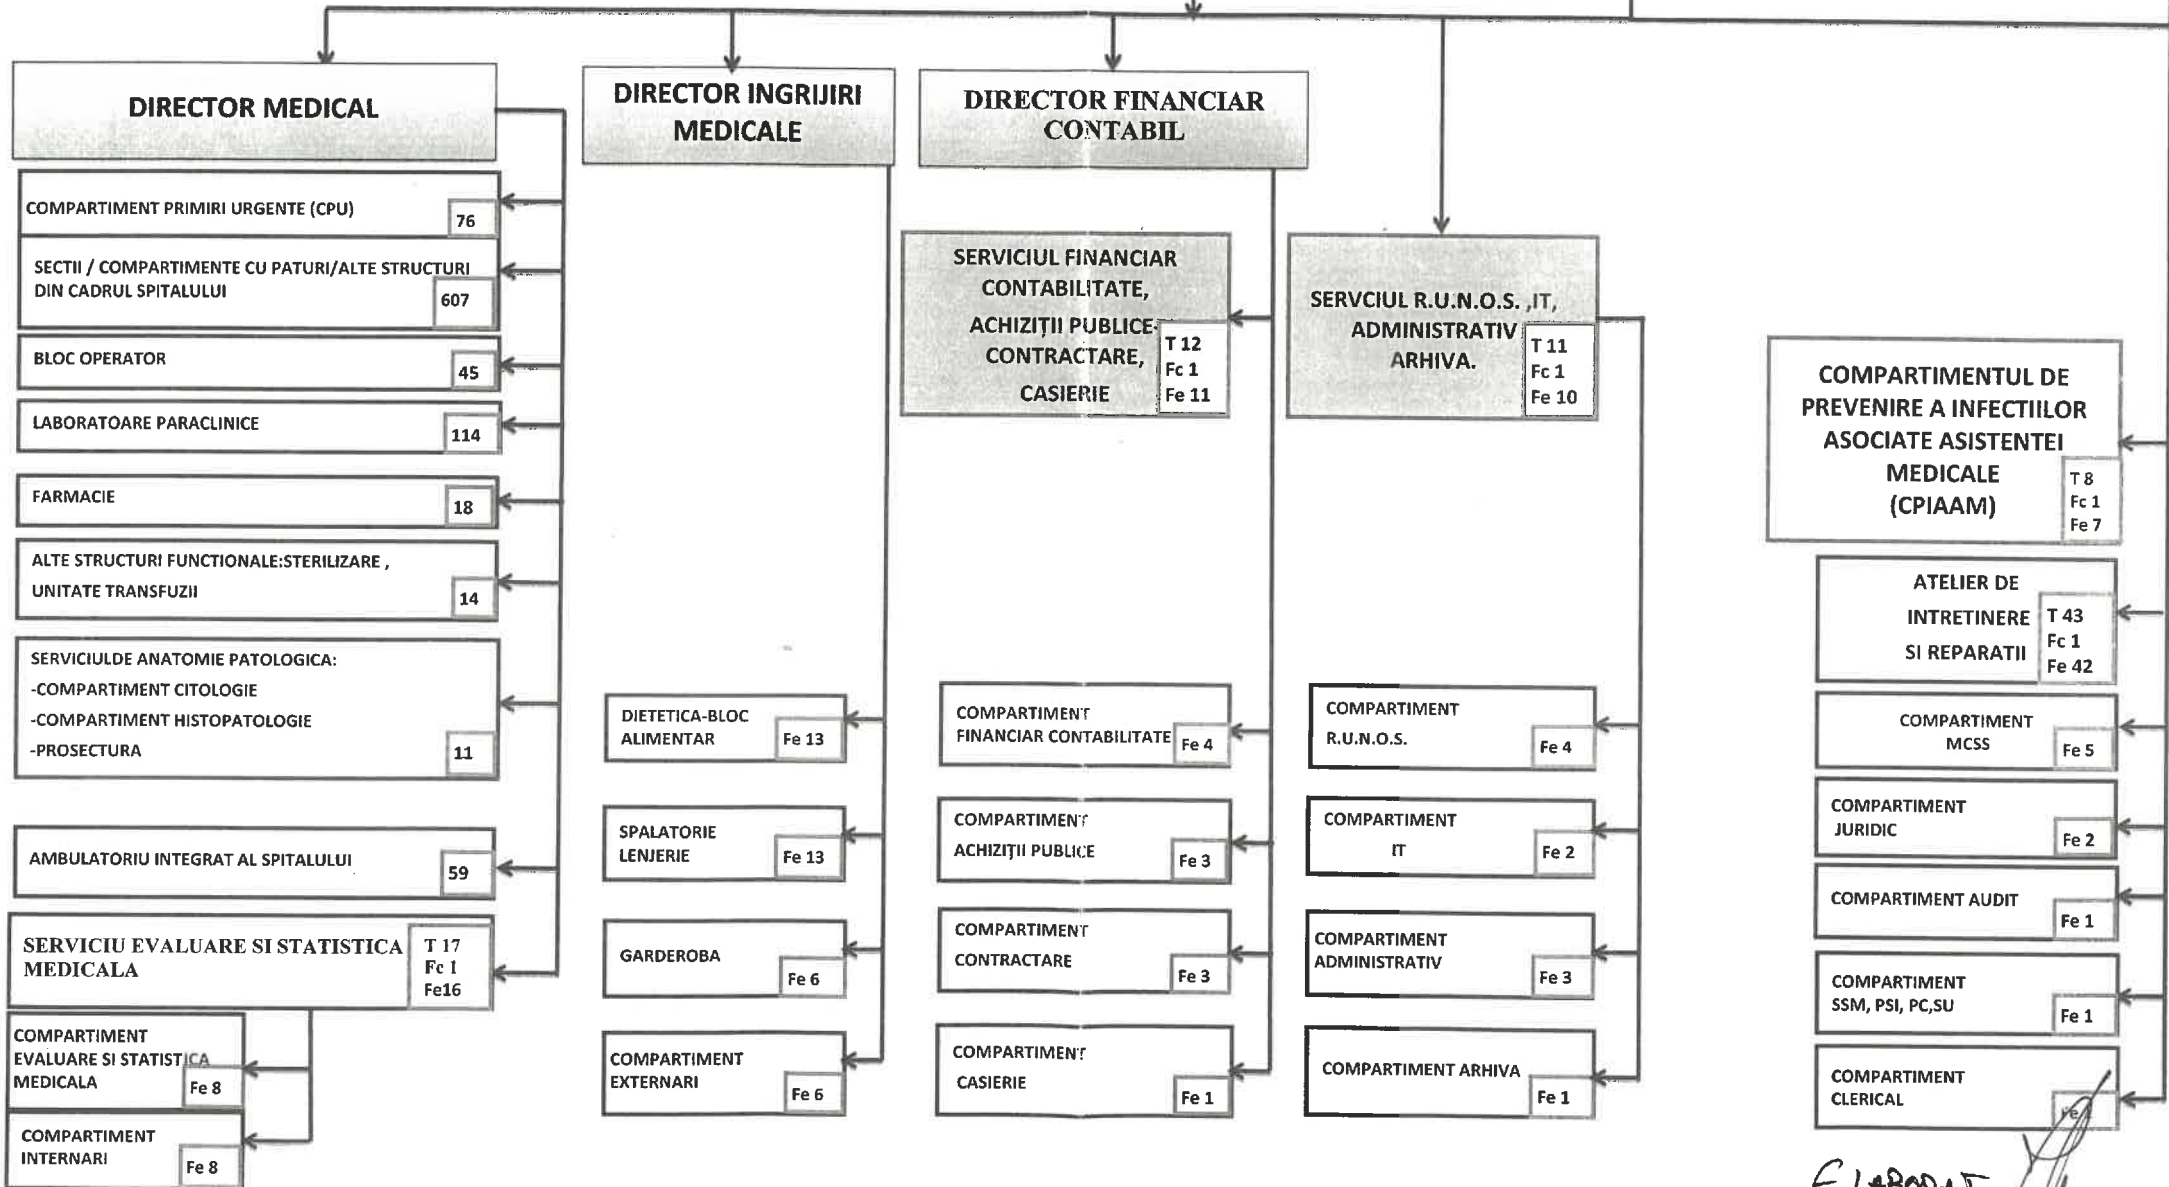 DIRECTOR MEDICAL
COMPARTIMENT PRIMIRI URGENTE (CPU)
76
SECTII / COMPARTIMENTE CU PATURI/ALTE STRUCTURI
DIN CADRUL SPITALULUI
607
BLOC OPERATOR
45
LABORATOARE PARACLINICE
114
FARMACIE
18
ALTE STRUCTURI FUNCTIONALE:STERILIZARE ,
UNITATE TRANSFUZII
14
SERVICIULDE ANATOMIE PATOLOGICA:
-COMPARTIMENT CITOLOGIE
-COMPARTIMENT HISTOPATOLOGIE
-PROSECTURA
11
AMBULATORIU INTEGRAT AL SPITALULUI
59
SERVICIU EVALUARE SI STATISTICA
MEDICALA
T 17
Fc 1
Fe16
COMPARTIMENT
EVALUARE SI STATISTICA
MEDICALA
Fe 8
COMPARTIMENT
INTERNARI
Fe 8
DIRECTOR INGRIJIRI
MEDICALE
DIETETICA-BLOC
ALIMENTAR
Fe 13
SPALATORIE
LENJERIE
Fe 13
GARDEROBA
Fe 6
COMPARTIMENT
EXTERNARI
Fe 6
DIRECTOR FINANCIAR
CONTABIL
SERVICIUL FINANCIAR
CONTABILITATE,
ACHIZIȚII PUBLICE-
CONTRACTARE,
CASIERIE
T 12
Fc 1
Fe 11
COMPARTIMENT
FINANCIAR CONTABILITATE
Fe 4
COMPARTIMENT
ACHIZIȚII PUBLICE
Fe 3
COMPARTIMENT
CONTRACTARE
Fe 3
COMPARTIMENT
CASIERIE
Fe 1
SERVCIUL R.U.N.O.S. ,IT,
ADMINISTRATIV
ARHIVA.
T 11
Fc 1
Fe 10
COMPARTIMENT
R.U.N.O.S.
Fe 4
COMPARTIMENT
IT
Fe 2
COMPARTIMENT
ADMINISTRATIV
Fe 3
COMPARTIMENT ARHIVA
Fe 1
COMPARTIMENTUL DE
PREVENIRE A INFECTIILOR
ASOCIATE ASISTENTEI
MEDICALE
(CPIAAM)
T 8
Fc 1
Fe 7
ATELIER DE
INTRETINERE
SI REPARATII
T 43
Fc 1
Fe 42
COMPARTIMENT
MCSS
Fe 5
COMPARTIMENT
JURIDIC
Fe 2
COMPARTIMENT AUDIT
Fe 1
COMPARTIMENT
SSM, PSI, PC,SU
Fe 1
COMPARTIMENT
CLERICAL
Fe
ELABORAT